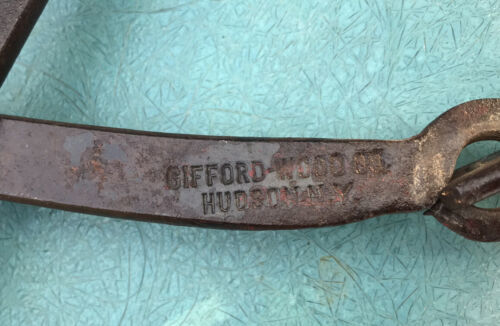 GIFFORD-WOOD CO.
HUDSON, N.Y.